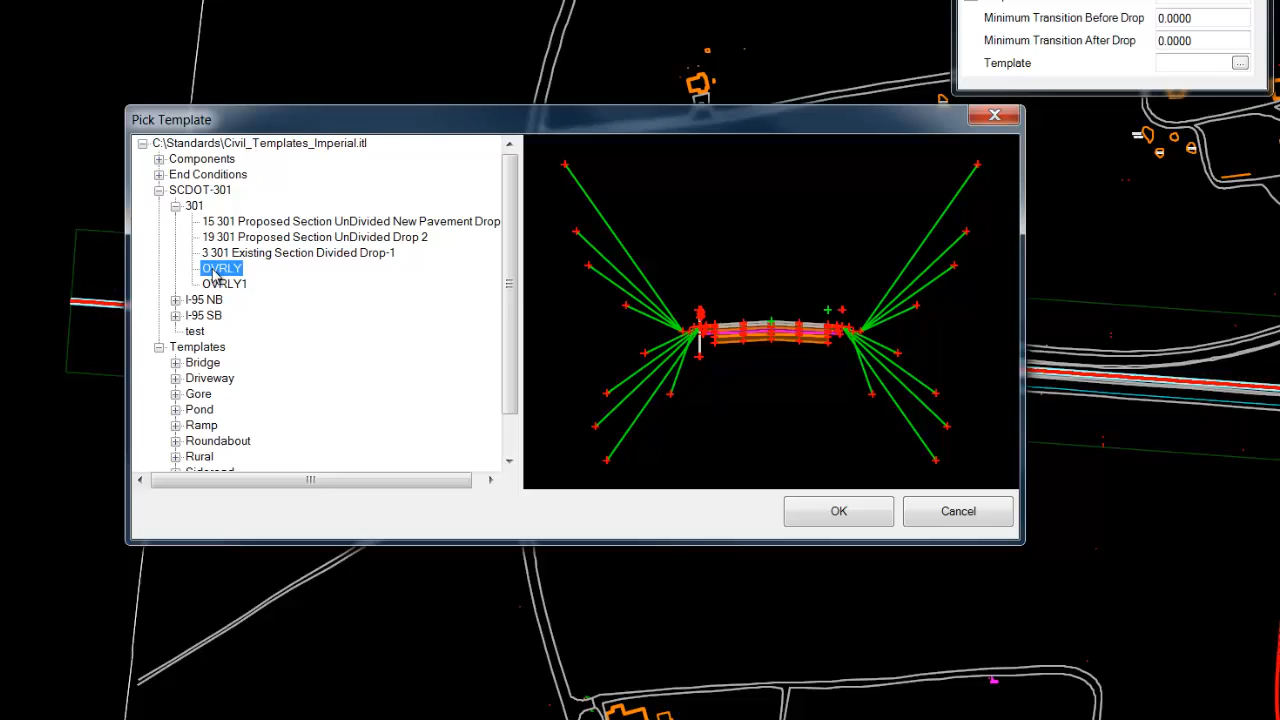 Minimum Transition Before Drop 0.0000
Minimum Transition After Drop 0.0000
Template ...
Pick Template
C:\Standards\Civil_Templates_Imperial.itl
Components
End Conditions
SCDOT-301
301
15 301 Proposed Section UnDivided New Pavement Drop
19 301 Proposed Section UnDivided Drop 2
3 301 Existing Section Divided Drop-1
OVRLY
OVRLY1
I-95 NB
I-95 SB
test
Templates
Bridge
Driveway
Gore
Pond
Ramp
Roundabout
Rural
OK Cancel